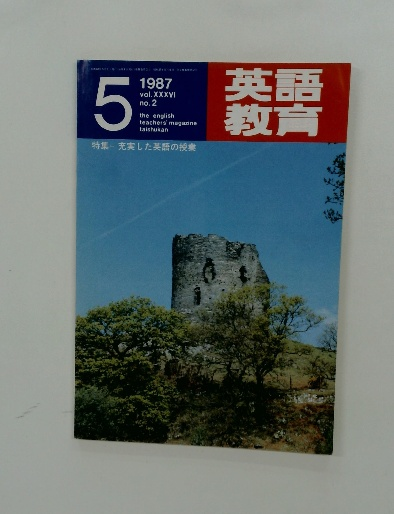 5
1987
vol. XXXVI
no. 2
the english
teachers' magazine
taishukan
英語
教育
特集—充実した英語の授業